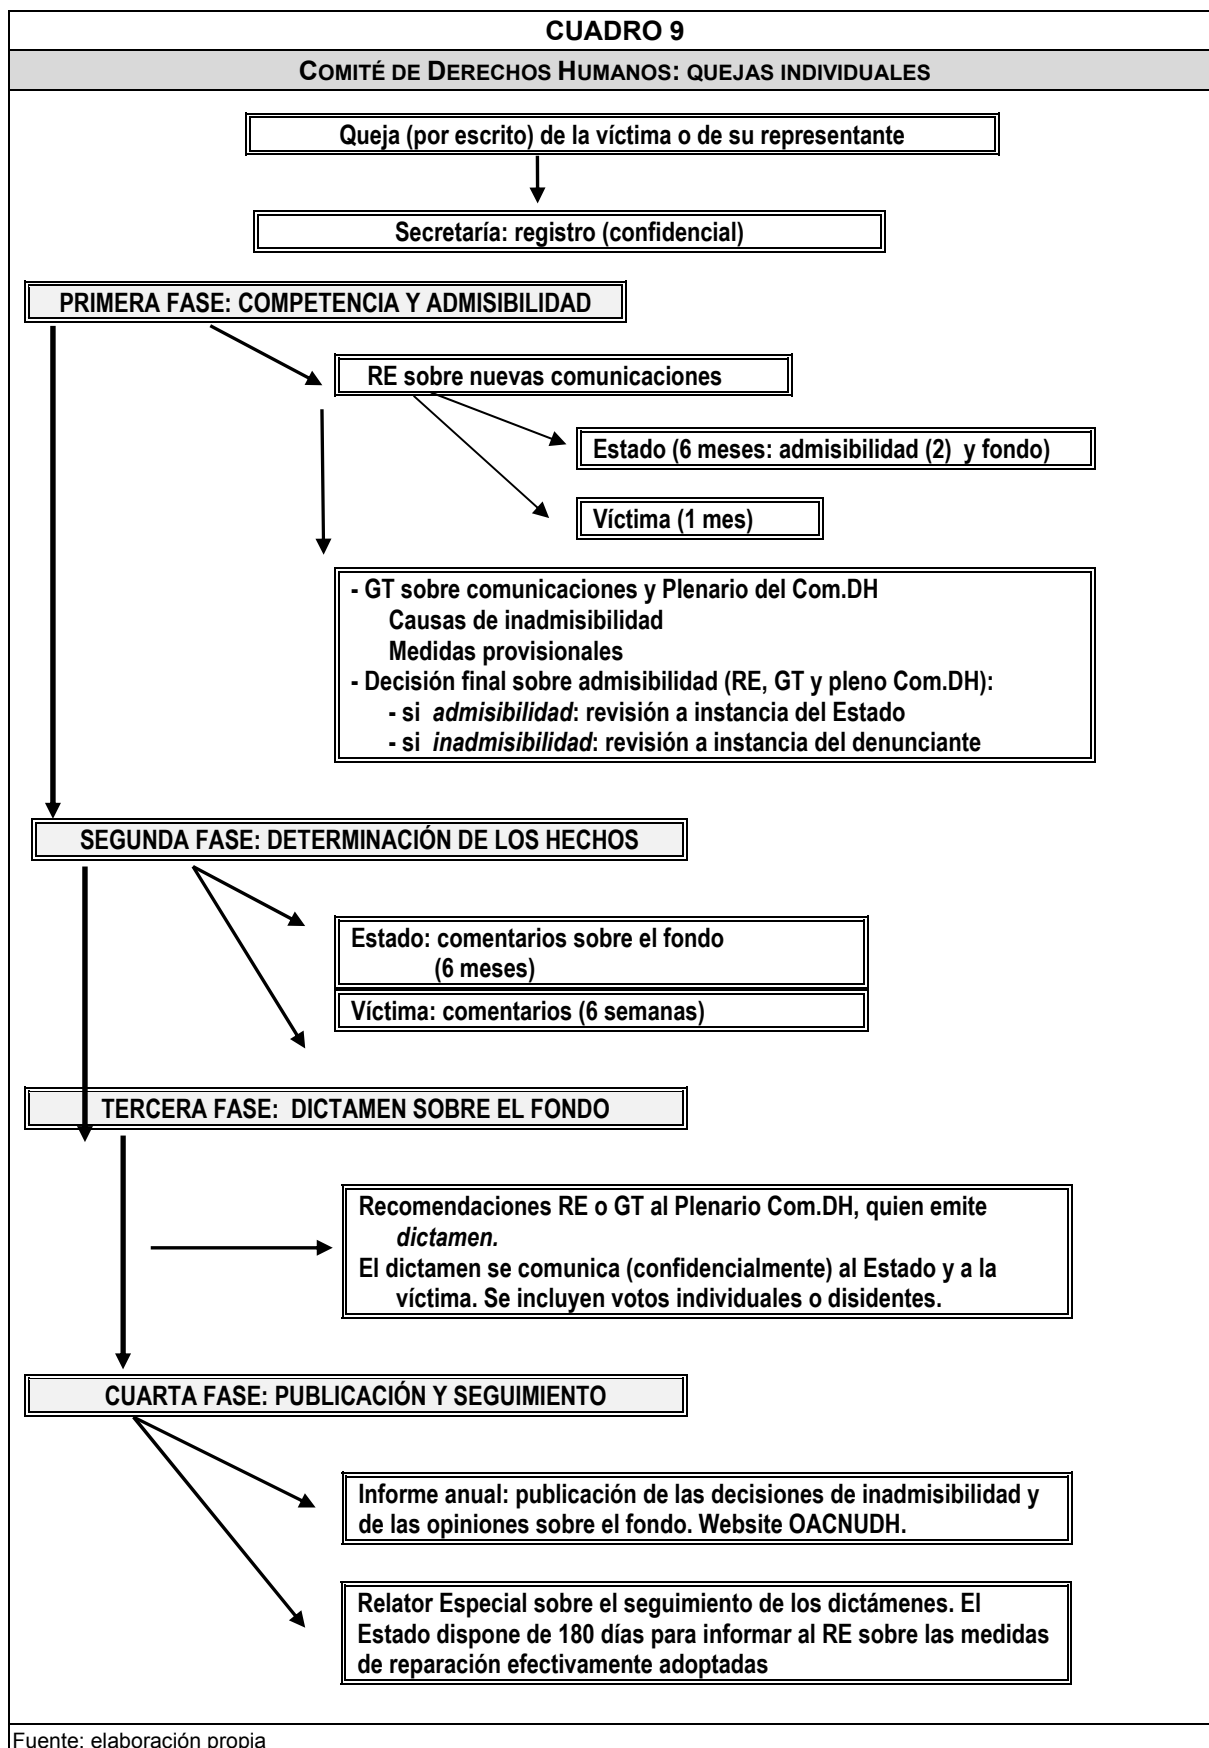 CUADRO 9
COMITÉ DE DERECHOS HUMANOS: QUEJAS INDIVIDUALES
Queja (por escrito) de la víctima o de su representante
Secretaría: registro (confidencial)
PRIMERA FASE: COMPETENCIA Y ADMISIBILIDAD
RE sobre nuevas comunicaciones
Estado (6 meses: admisibilidad (2) y fondo)
Víctima (1 mes)
- GT sobre comunicaciones y Plenario del Com.DH
Causas de inadmisibilidad
Medidas provisionales
- Decisión final sobre admisibilidad (RE, GT y pleno Com.DH):
- si admisibilidad: revisión a instancia del Estado
- si inadmisibilidad: revisión a instancia del denunciante
SEGUNDA FASE: DETERMINACIÓN DE LOS HECHOS
Estado: comentarios sobre el fondo
(6 meses)
Víctima: comentarios (6 semanas)
TERCERA FASE: DICTAMEN SOBRE EL FONDO
Recomendaciones RE o GT al Plenario Com.DH, quien emite
dictamen.
El dictamen se comunica (confidencialmente) al Estado y a la
víctima. Se incluyen votos individuales o disidentes.
CUARTA FASE: PUBLICACIÓN Y SEGUIMIENTO
Informe anual: publicación de las decisiones de inadmisibilidad y
de las opiniones sobre el fondo. Website OACNUDH.
Relator Especial sobre el seguimiento de los dictámenes. El
Estado dispone de 180 días para informar al RE sobre las medidas
de reparación efectivamente adoptadas
Fuente: elaboración propia